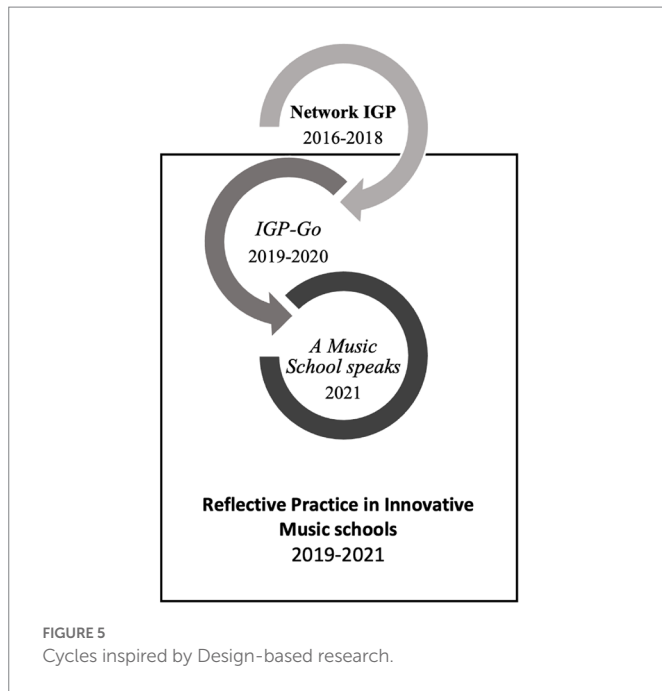 Network IGP
2016-2018
IGP-Go
2019-2020
A Music
School speaks
2021
Reflective Practice in Innovative
Music schools
2019-2021
FIGURE 5
Cycles inspired by Design-based research.